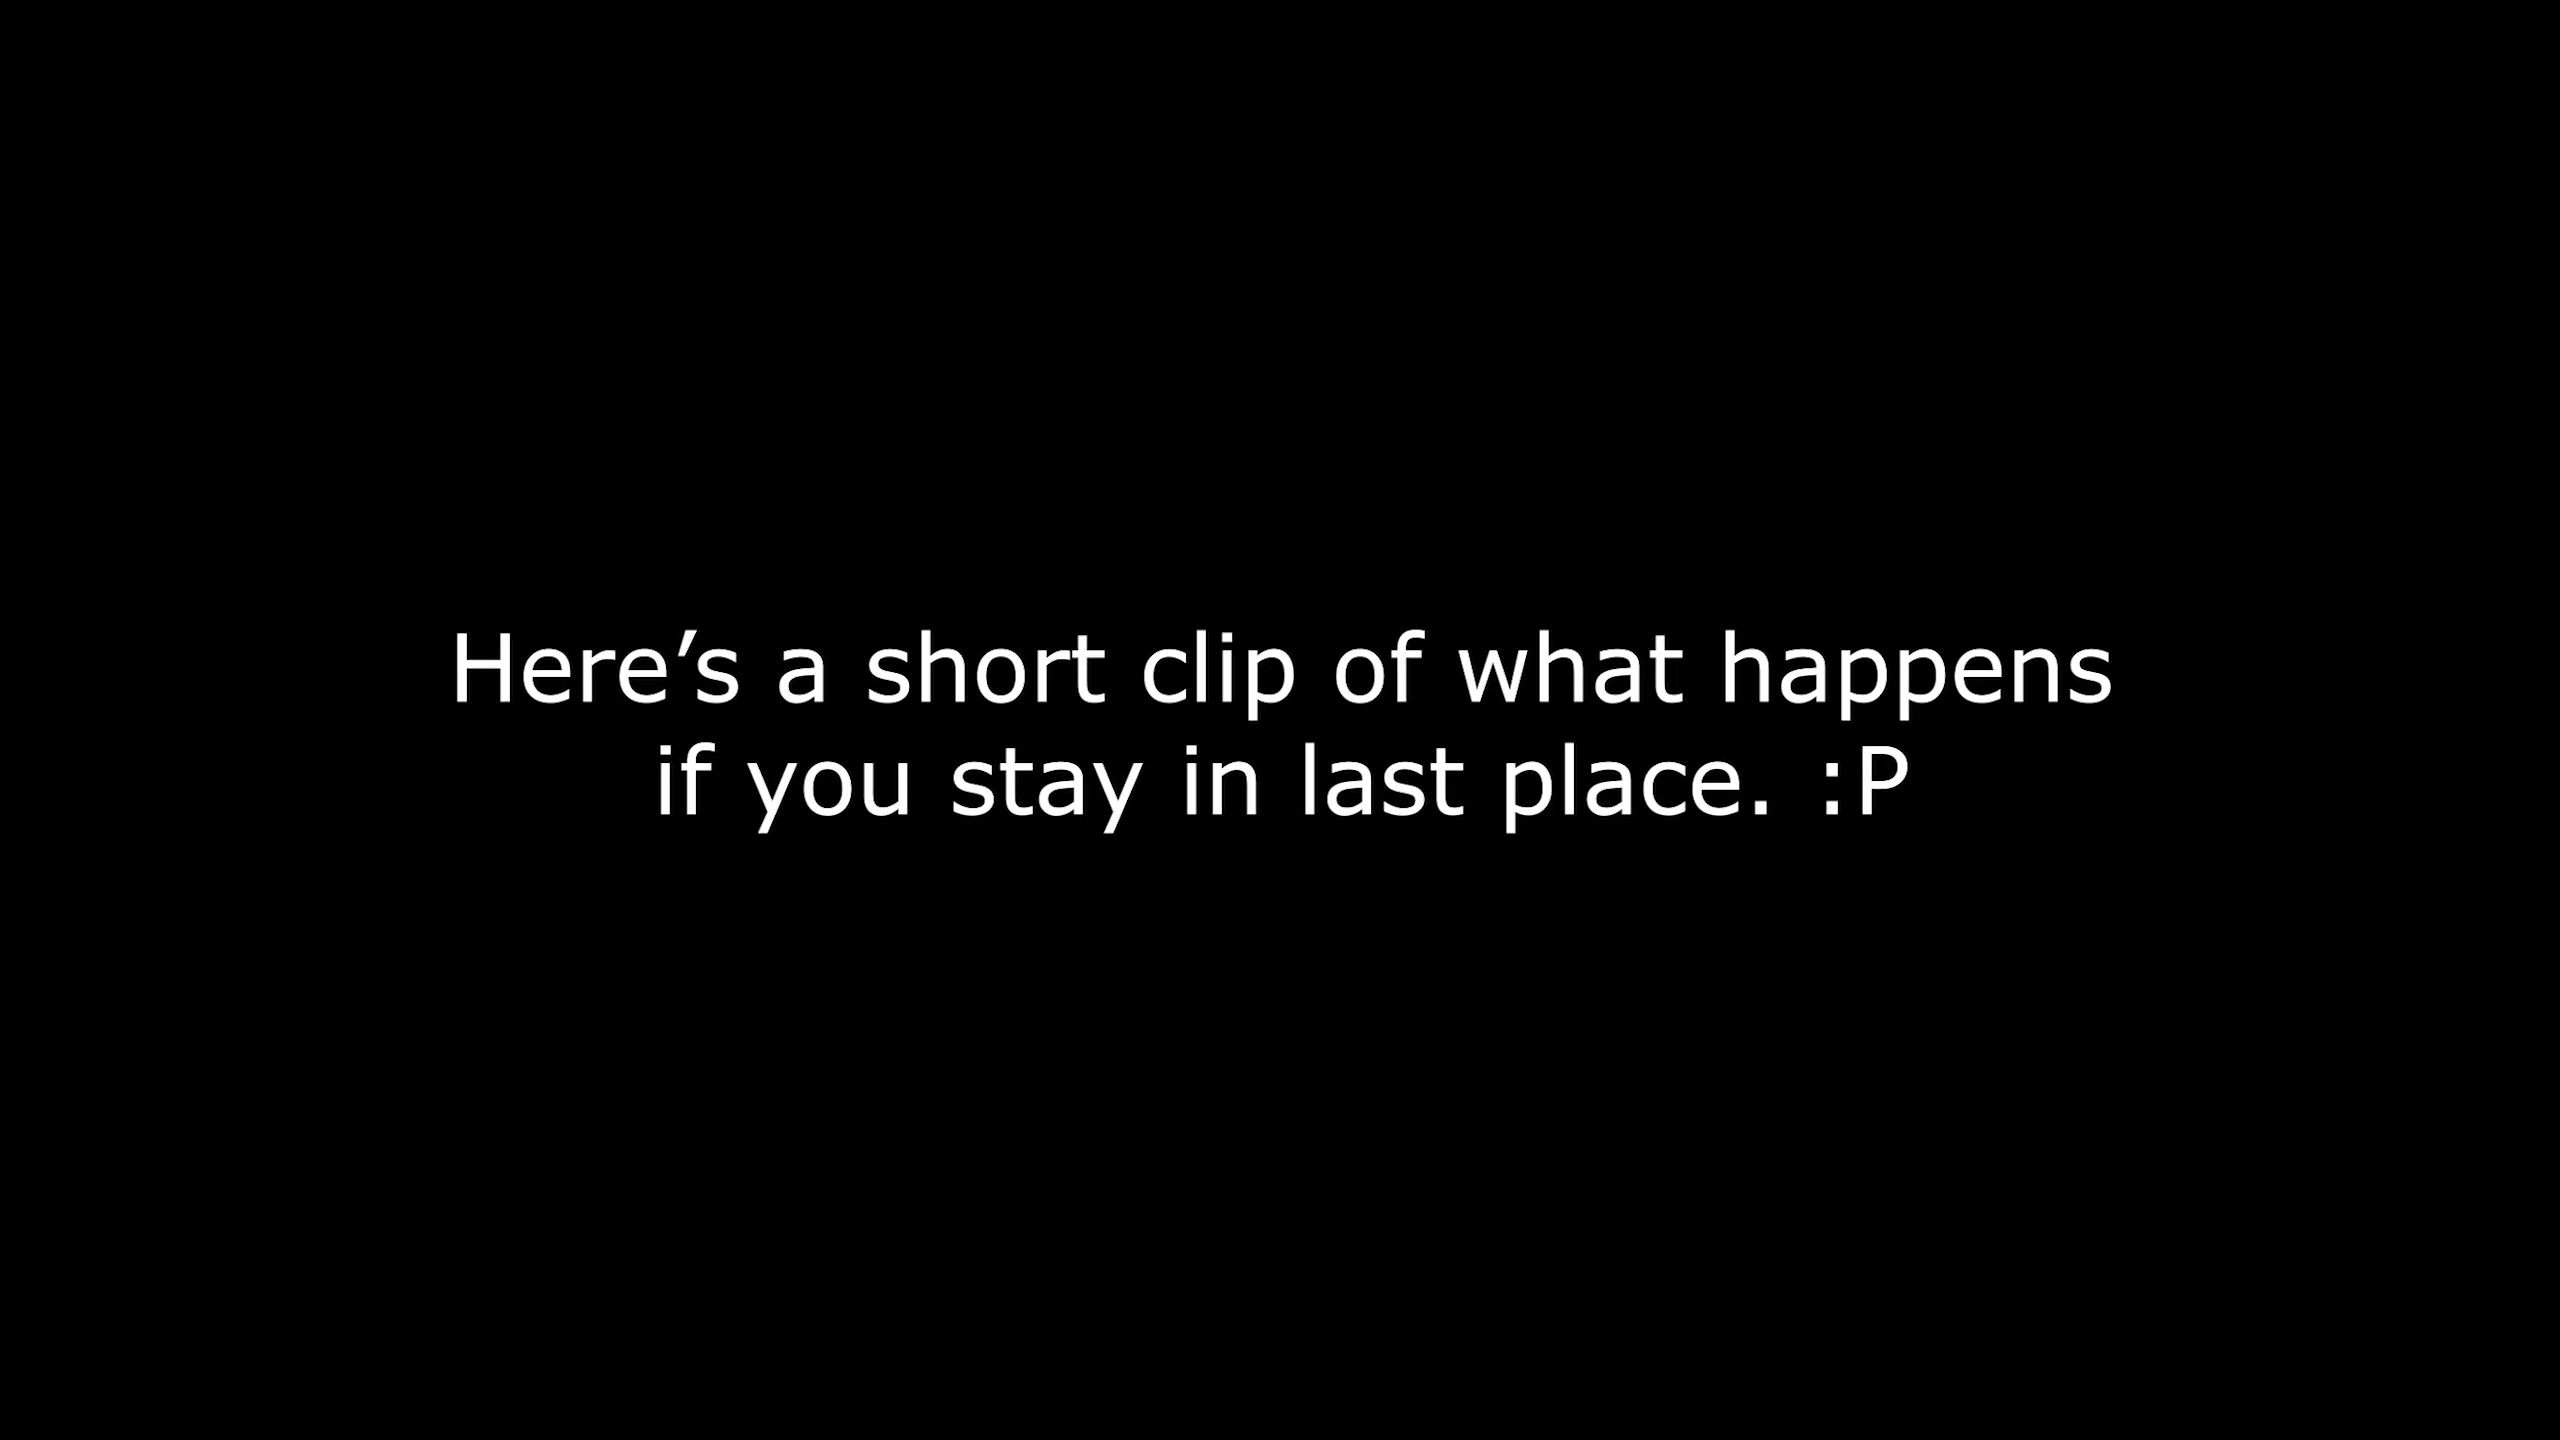 Here’s a short clip of what happens
if you stay in last place. :P